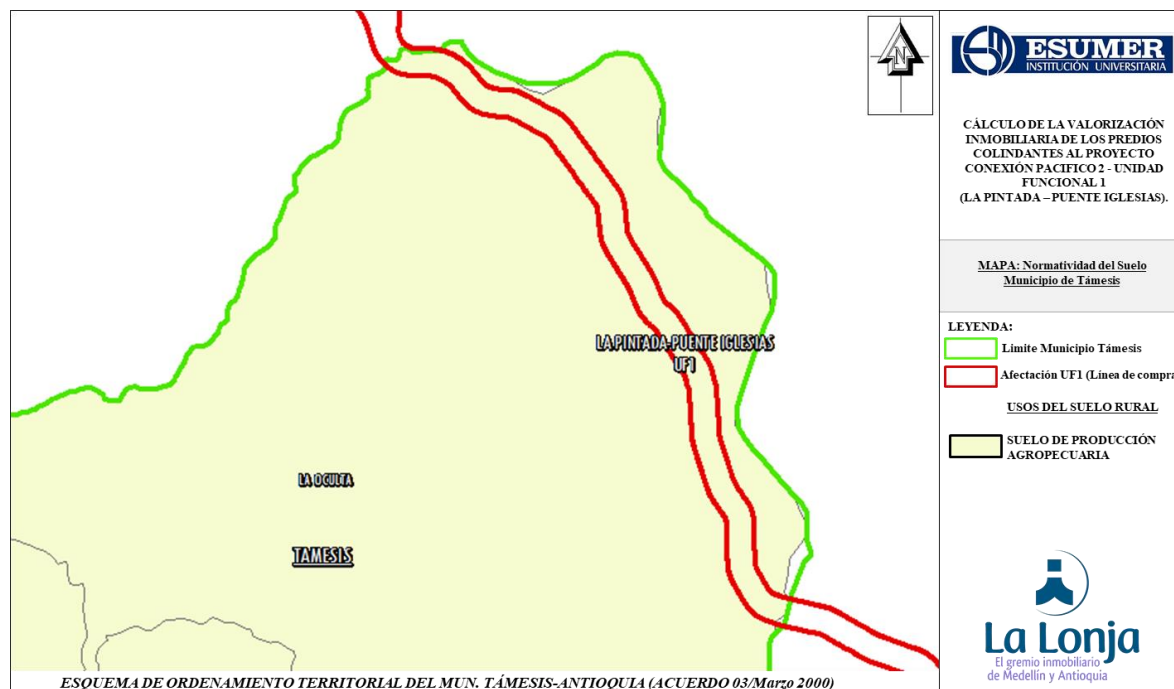 N
ESUMER
INSTITUCIÓN UNIVERSITARIA
CÁLCULO DE LA VALORIZACIÓN
INMOBILIARIA DE LOS PREDIOS
COLINDANTES AL PROYECTO
CONEXIÓN PACIFICO 2 - UNIDAD
FUNCIONAL 1
(LA PINTADA – PUENTE IGLESIAS).
MAPA: Normatividad del Suelo
Municipio de Támesis
LEYENDA:
Limite Municipio Támesis
Afectación UF1 (Línea de compra
USOS DEL SUELO RURAL
SUELO DE PRODUCCIÓN
AGROPECUARIA
LA PINTADA-PUENTE IGLESIAS
UF1
LA OCULTA
TAMESIS
La Lonja
El gremio inmobiliario
de Medellín y Antioquia
ESQUEMA DE ORDENAMIENTO TERRITORIAL DEL MUN. TÁMESIS-ANTIOQUIA (ACUERDO 03/Marzo 2000)